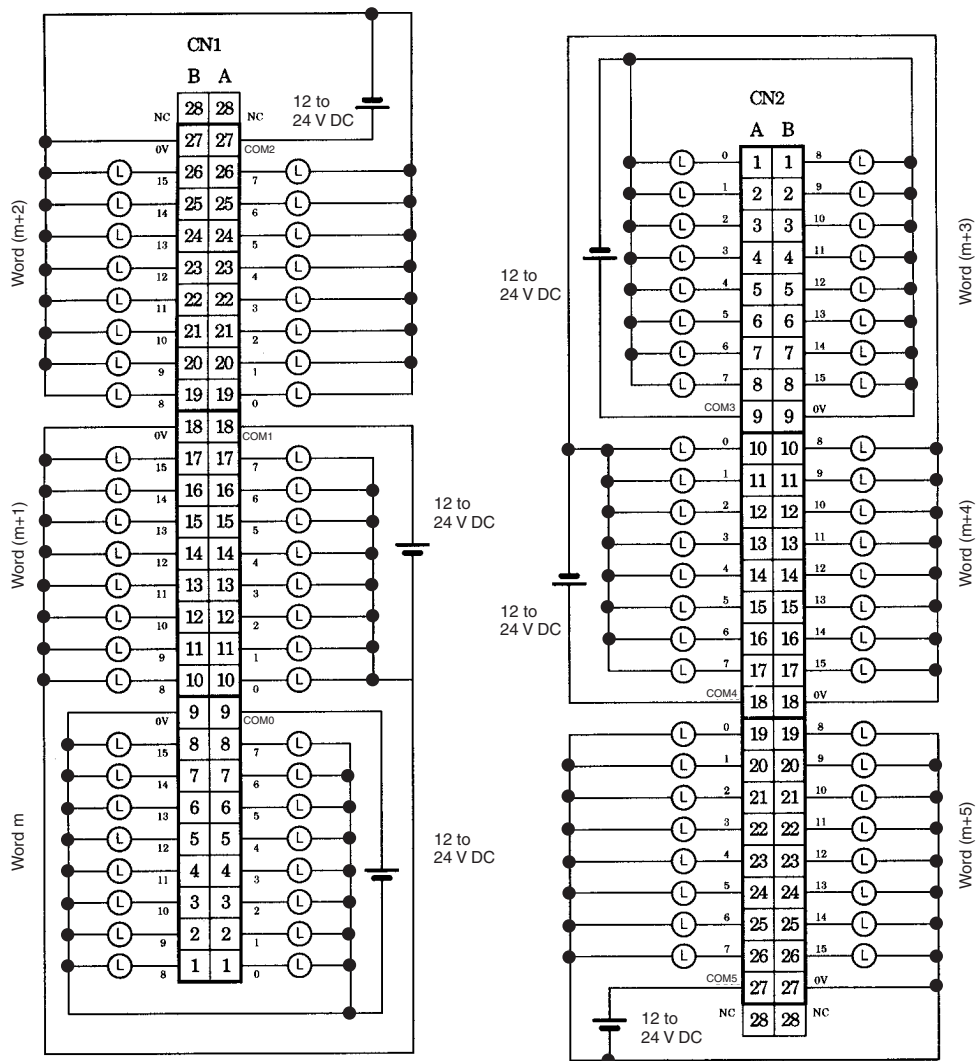 CN1
B A
NC 28 28 NC
12 to
24 V DC
0V 27 27 COM2
Word (m+2)
L 15 26 26 7 L
L 14 25 25 6 L
L 13 24 24 5 L
L 12 23 23 4 L
L 11 22 22 3 L
L 10 21 21 2 L
L 9 20 20 1 L
L 8 19 19 0 L
0V 18 18 COM1
Word (m+1)
L 15 17 17 7 L
L 14 16 16 6 L
L 13 15 15 5 L
L 12 14 14 4 L
L 11 13 13 3 L
L 10 12 12 2 L
L 9 11 11 1 L
L 8 10 10 0 L
12 to
24 V DC
0V 9 9 COM0
Word m
L 15 8 8 7 L
L 14 7 7 6 L
L 13 6 6 5 L
L 12 5 5 4 L
L 11 4 4 3 L
L 10 3 3 2 L
L 9 2 2 1 L
L 8 1 1 0 L
12 to
24 V DC
CN2
A B
L 0 1 1 8 L
L 1 2 2 9 L
L 2 3 3 10 L
L 3 4 4 11 L
L 4 5 5 12 L
L 5 6 6 13 L
L 6 7 7 14 L
L 7 8 8 15 L
COM3 9 9 0V
Word (m+3)
12 to
24 V DC
L 0 10 10 8 L
L 1 11 11 9 L
L 2 12 12 10 L
L 3 13 13 11 L
L 4 14 14 12 L
L 5 15 15 13 L
L 6 16 16 14 L
L 7 17 17 15 L
COM4 18 18 0V
Word (m+4)
12 to
24 V DC
L 0 19 19 8 L
L 1 20 20 9 L
L 2 21 21 10 L
L 3 22 22 11 L
L 4 23 23 12 L
L 5 24 24 13 L
L 6 25 25 14 L
L 7 26 26 15 L
COM5 27 27 0V
Word (m+5)
NC 28 28 NC
12 to
24 V DC